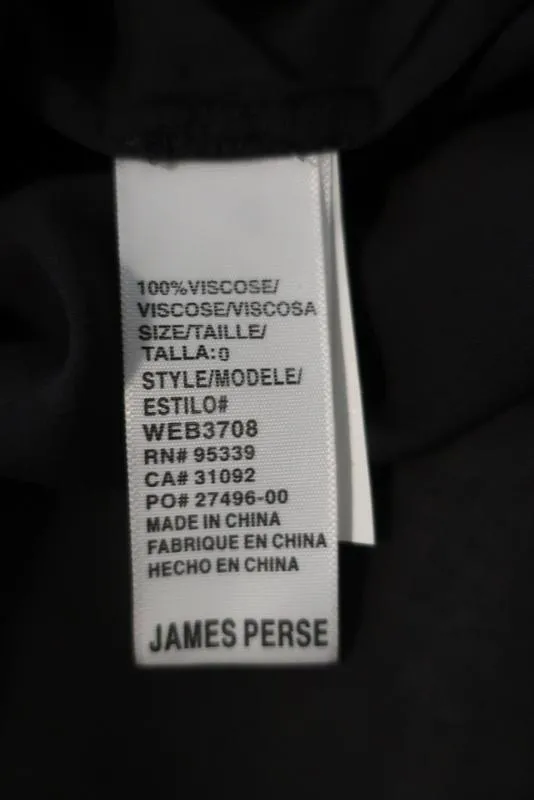 100%VISCOSE/
VISCOSE/VISCOSA
SIZE/TAILLE/
TALLA:0
STYLE/MODELE/
ESTILO#
WEB3708
RN# 95339
CA# 31092
PO# 27496-00
MADE IN CHINA
FABRIQUE EN CHINA
HECHO EN CHINA
JAMES PERSE